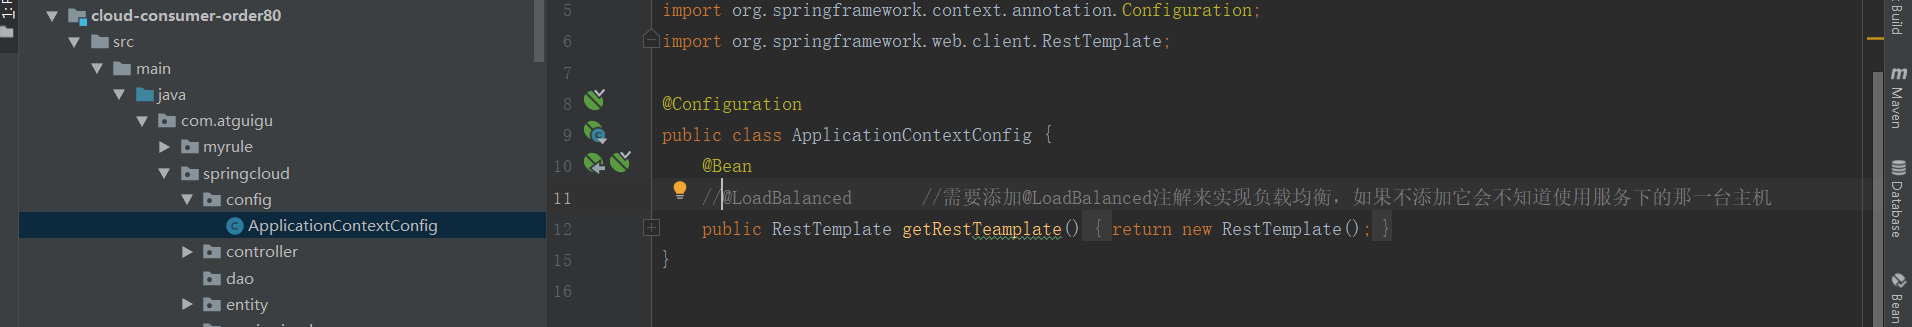 cloud-consumer-order80
src
main
java
com.atguigu
myrule
springcloud
config
ApplicationContextConfig
controller
dao
entity
5 import org.springframework.context.annotation.Configuration;
6 import org.springframework.web.client.RestTemplate;
7
8 @Configuration
9 public class ApplicationContextConfig {
10 @Bean
11 //@LoadBalanced //需要添加@LoadBalanced注解来实现负载均衡，如果不添加它会不知道使用服务下的那一台主机
12 public RestTemplate getRestTeamplate() { return new RestTemplate(); }
15 }
16
Build
Maven
Database
Bean